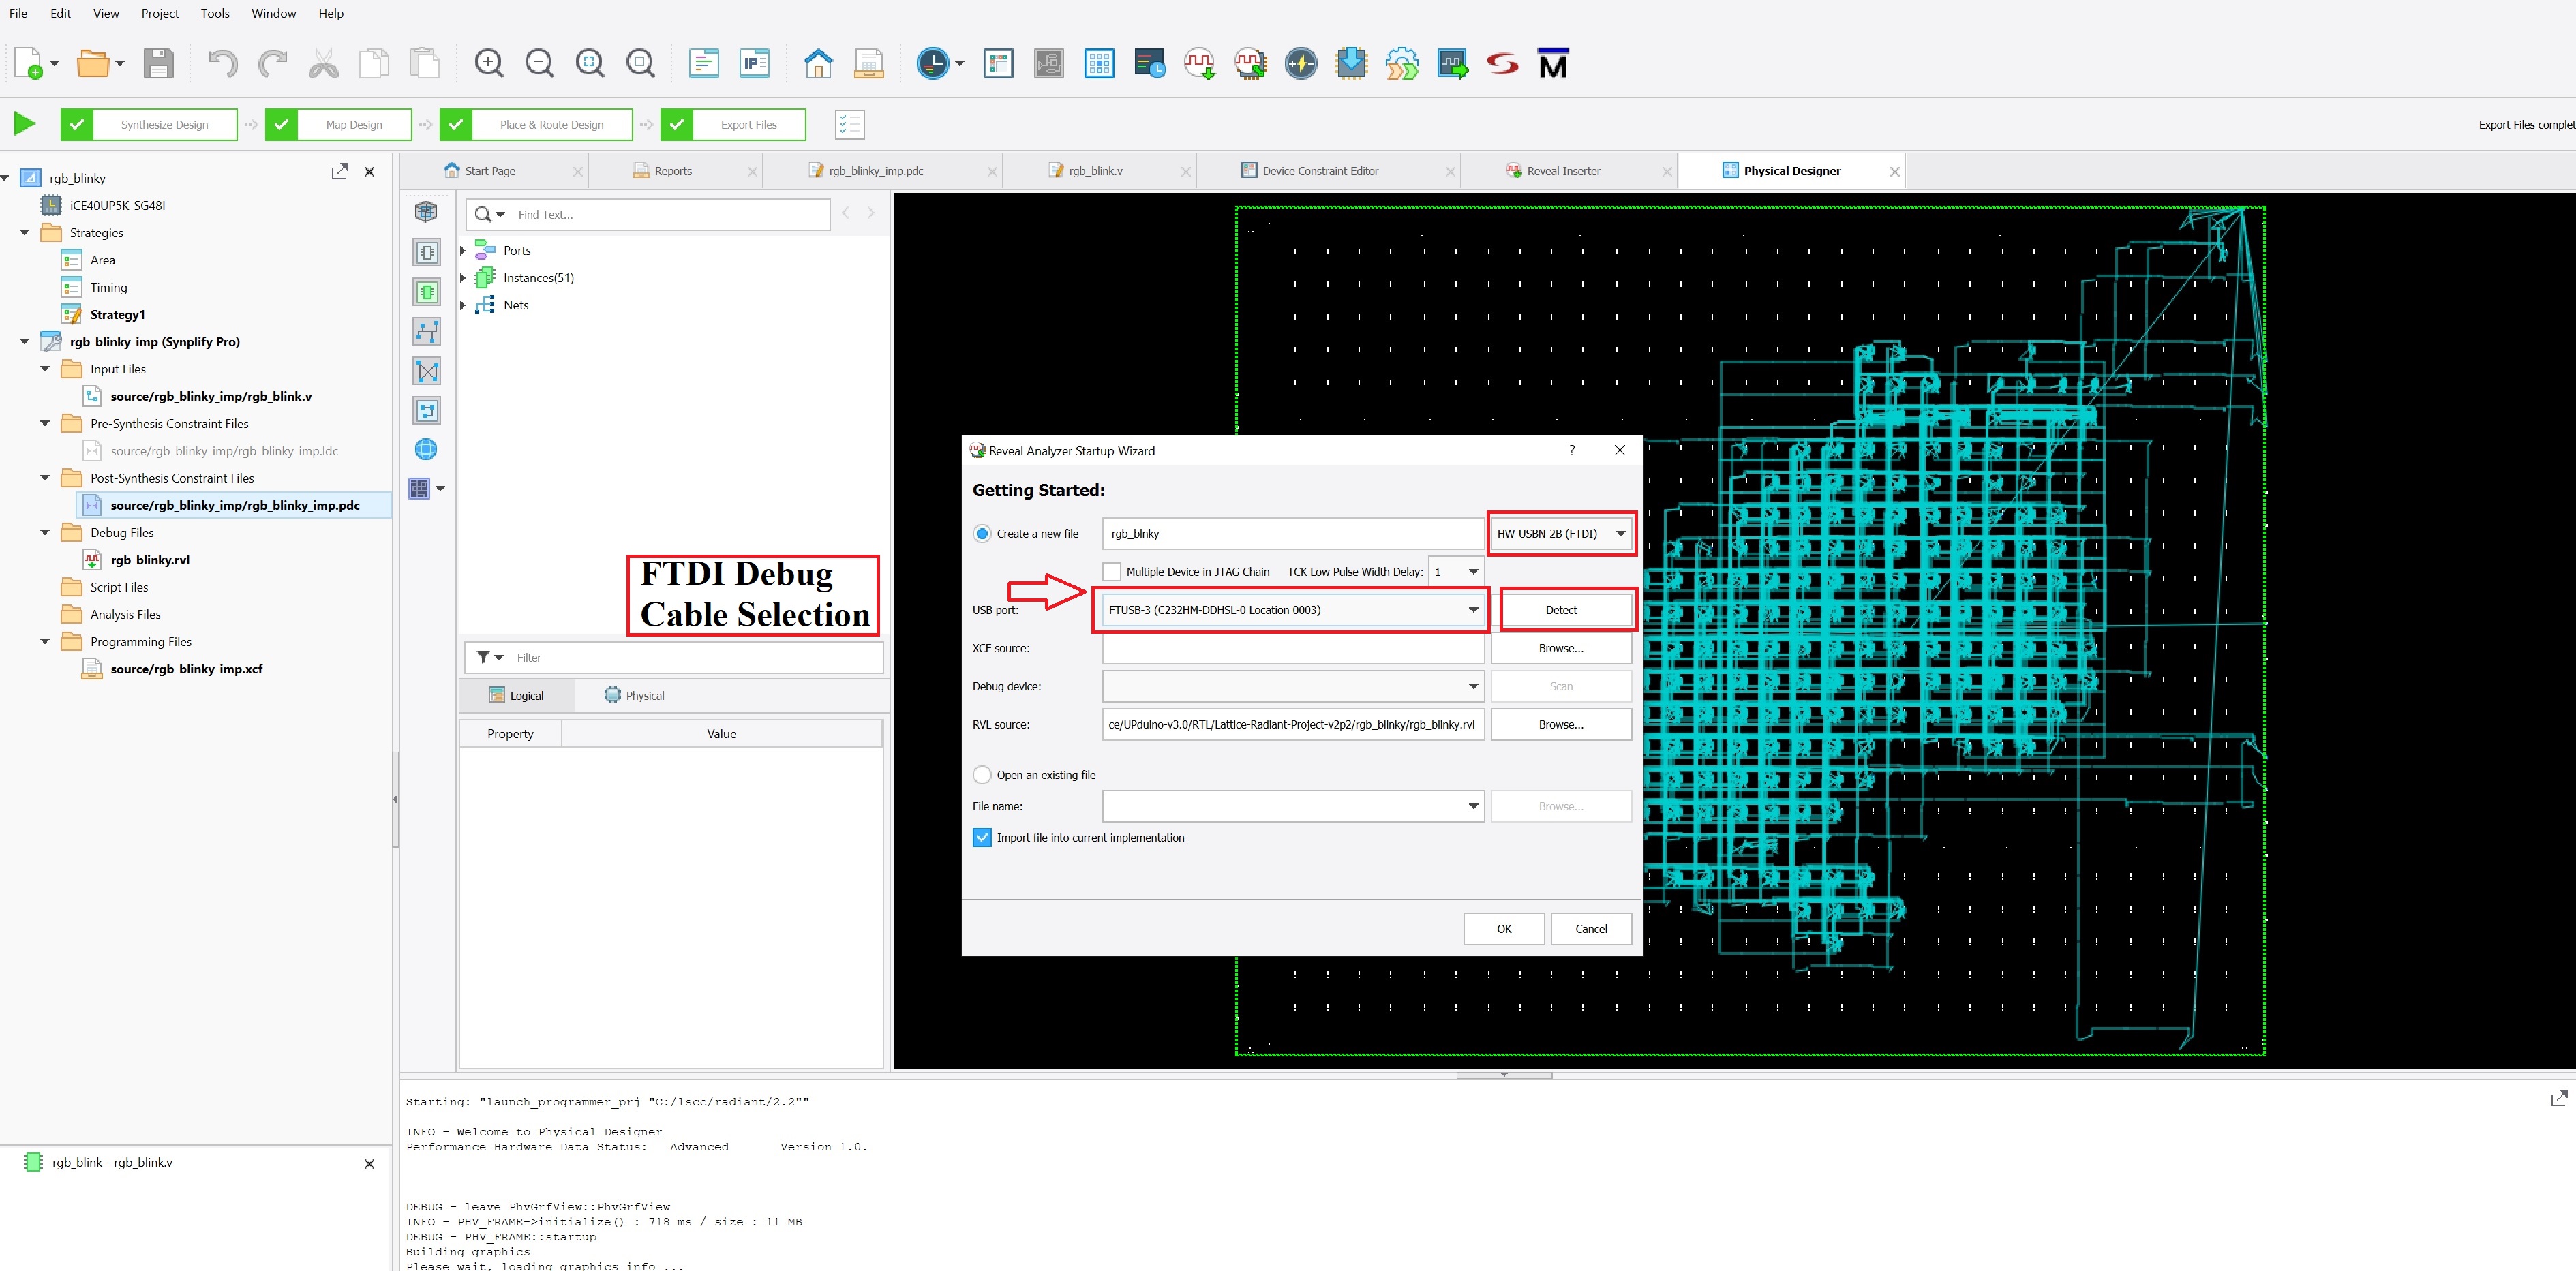 File Edit View Project Tools Window Help
IP
M
Synthesize Design Map Design Place & Route Design Export Files
Export Files complet
rgb_blinky
iCE40UP5K-SG48I
Strategies
Area
Timing
Strategy1
rgb_blinky_imp (Synplify Pro)
Input Files
source/rgb_blinky_imp/rgb_blink.v
Pre-Synthesis Constraint Files
source/rgb_blinky_imp/rgb_blinky_imp.ldc
Post-Synthesis Constraint Files
source/rgb_blinky_imp/rgb_blinky_imp.pdc
Debug Files
rgb_blinky.rvl
Script Files
Analysis Files
Programming Files
source/rgb_blinky_imp.xcf
rgb_blink - rgb_blink.v
Start Page Reports rgb_blinky_imp.pdc rgb_blink.v Device Constraint Editor Reveal Inserter Physical Designer
Find Text...
Ports
Instances(51)
Nets
FTDI Debug
Cable Selection
Filter
Logical Physical
Property Value
Reveal Analyzer Startup Wizard ?
Getting Started:
Create a new file rgb_blnky HW-USBN-2B (FTDI)
Multiple Device in JTAG Chain TCK Low Pulse Width Delay: 1
USB port: FTUSB-3 (C232HM-DDHSL-0 Location 0003) Detect
XCF source: Browse...
Debug device: Scan
RVL source: ce/UPduino-v3.0/RTL/Lattice-Radiant-Project-v2p2/rgb_blinky/rgb_blinky.rvl Browse...
Open an existing file
File name: Browse...
Import file into current implementation
OK Cancel
Starting: "launch_programmer_prj "C:/lscc/radiant/2.2""
INFO - Welcome to Physical Designer
Performance Hardware Data Status: Advanced Version 1.0.
DEBUG - leave PhvGrfView::PhvGrfView
INFO - PHV_FRAME->initialize() : 718 ms / size : 11 MB
DEBUG - PHV_FRAME::startup
Building graphics
Please wait, loading graphics info ...